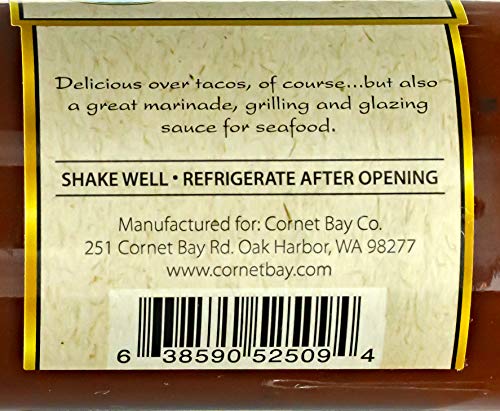 Delicious over tacos, of course...but also
a great marinade, grilling and glazing
sauce for seafood.
SHAKE WELL • REFRIGERATE AFTER OPENING
Manufactured for: Cornet Bay Co.
251 Cornet Bay Rd. Oak Harbor, WA 98277
www.cornetbay.com
6 38590 52509 4